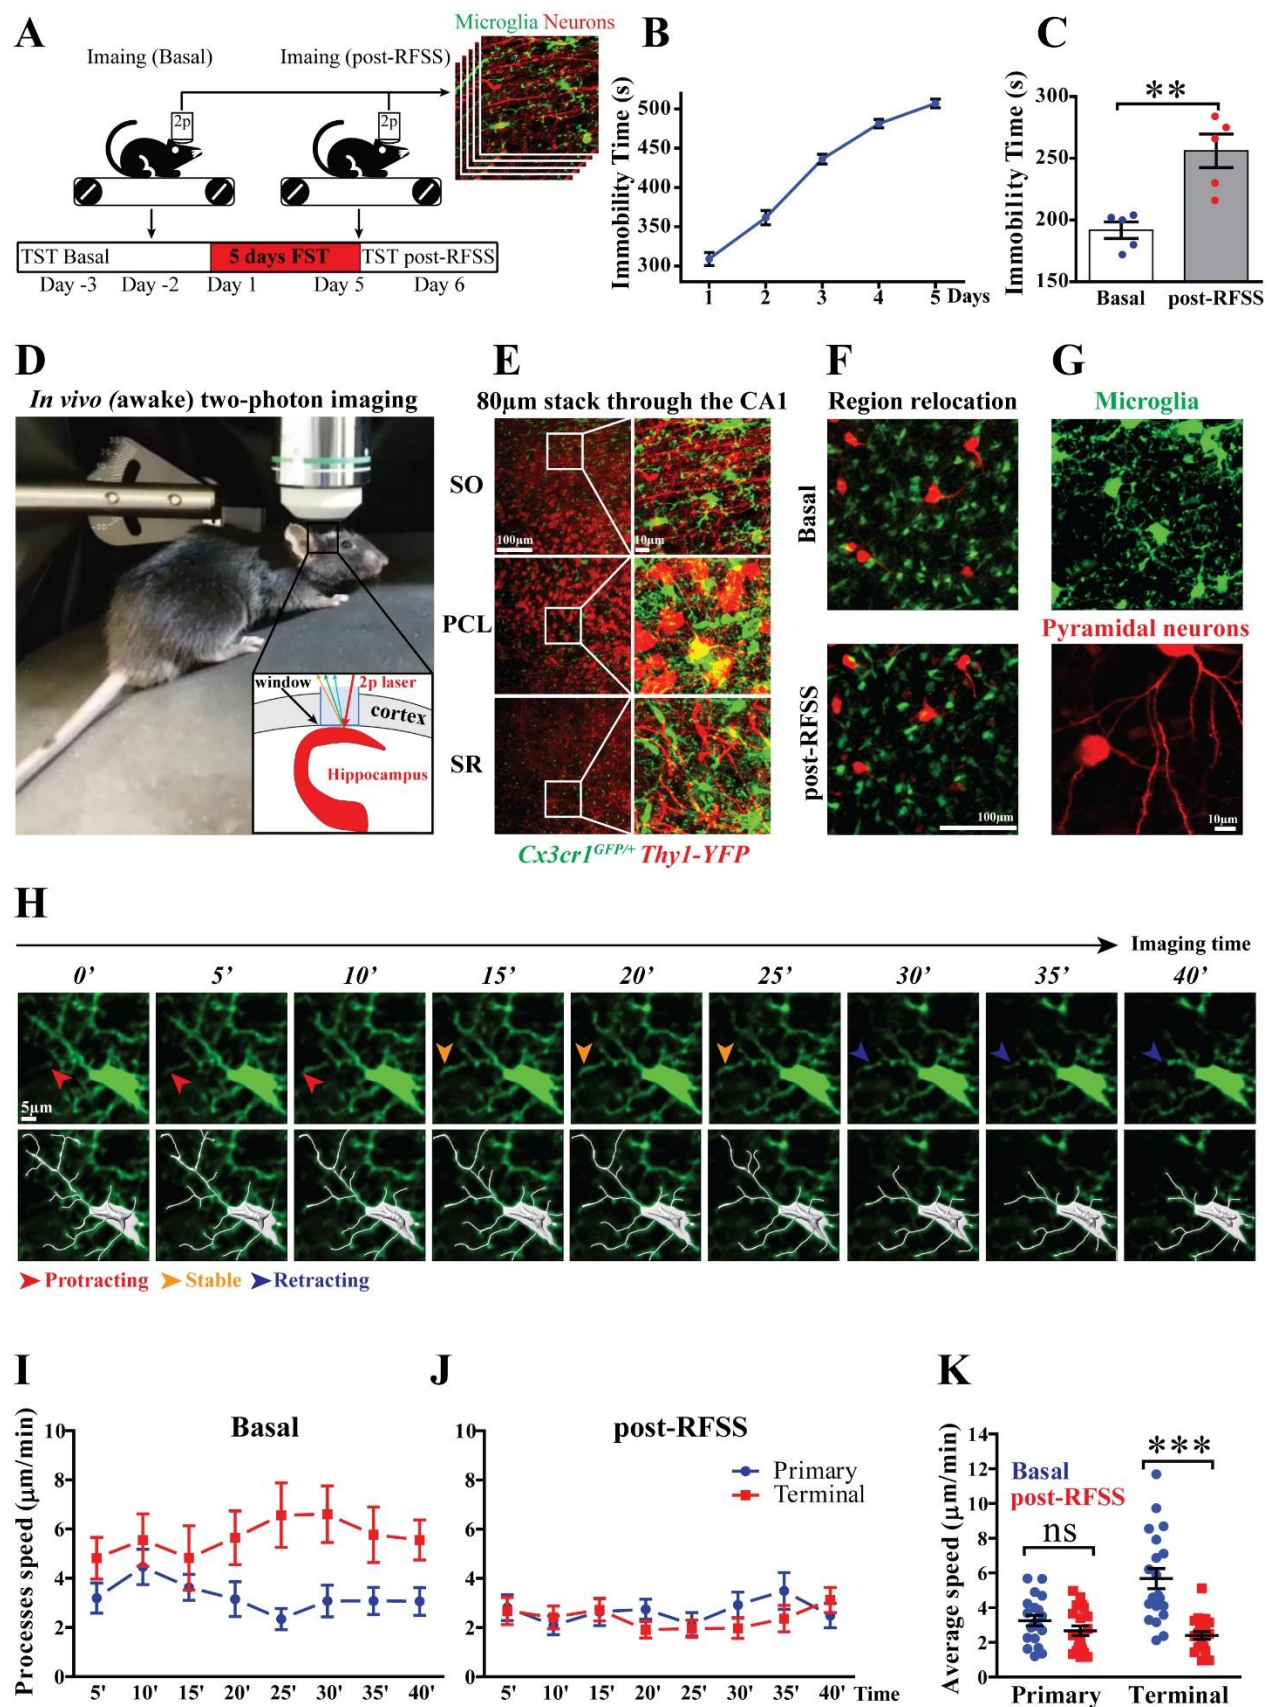 A
Imaing (Basal)
Imaing (post-RFSS)
Microglia Neurons
2p
2p
TST Basal
5 days FST
TST post-RFSS
Day -3
Day -2
Day 1
Day 5
Day 6
B
Immobility Time (s)
500
450
400
350
300
1
2
3
4
5
Days
C
Immobility Time (s)
**
300
250
200
150
Basal
post-RFSS
D
In vivo (awake) two-photon imaging
window
2p laser
cortex
Hippocampus
E
80µm stack through the CA1
SO
100µm
10µm
PCL
SR
Cx3cr1GFP/+ Thy1-YFP
F
Region relocation
Basal
post-RFSS
100µm
G
Microglia
Pyramidal neurons
10µm
H
Imaging time
0’
5’
10’
15’
20’
25’
30’
35’
40’
5µm
Protracting
Stable
Retracting
I
Basal
Processes speed (µm/min)
10
8
6
4
2
0
5'
10'
15'
20'
25'
30'
35'
40'
J
post-RFSS
Primary
Terminal
10
8
6
4
2
0
5'
10'
15'
20'
25'
30'
35'
40'
Time
K
Average speed (µm/min)
14
12
10
8
6
4
2
0
Basal
post-RFSS
ns
***
Primary
Terminal